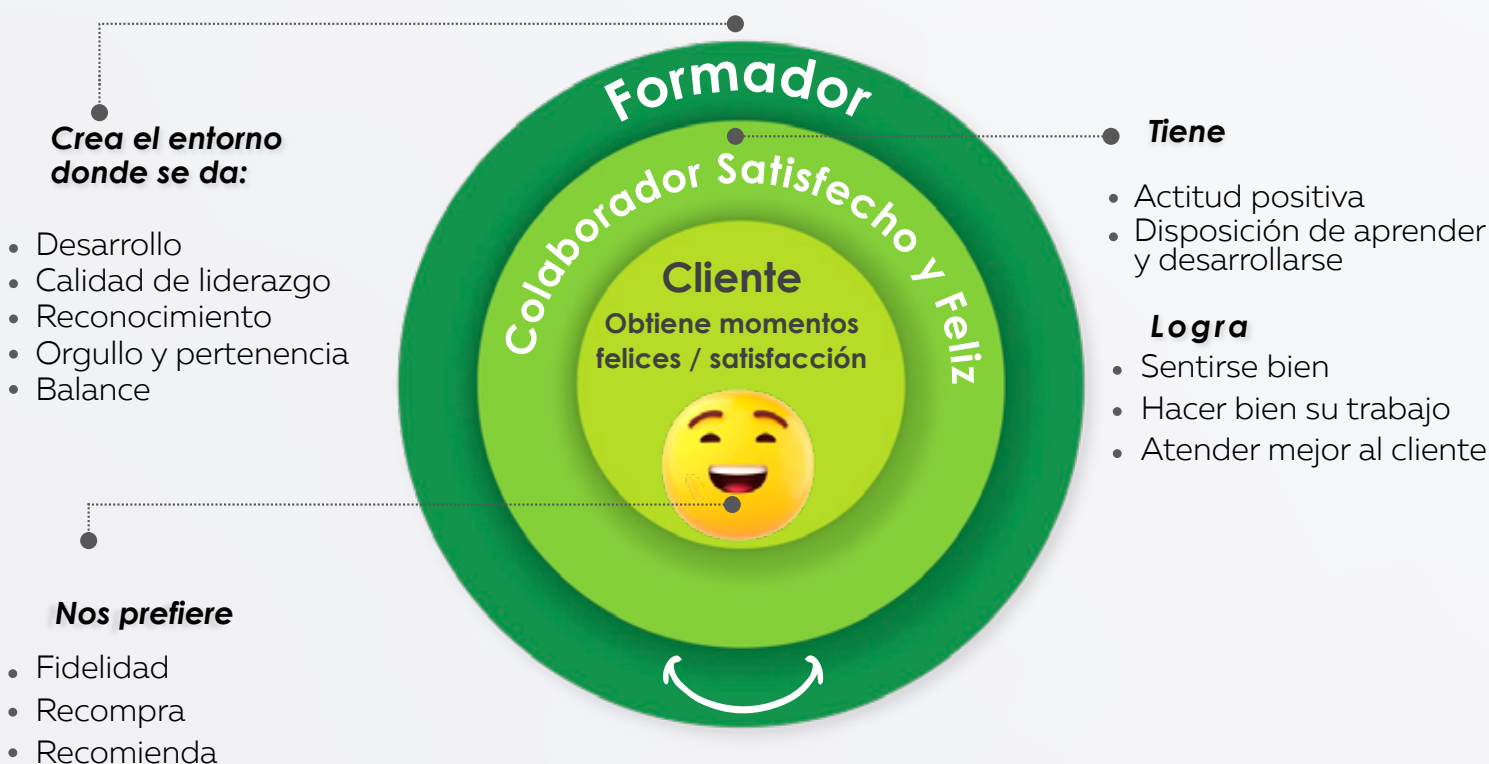 Formador
Colaborador Satisfecho y Feliz
Cliente
Obtiene momentos
felices / satisfacción
Crea el entorno
donde se da:
• Desarrollo
• Calidad de liderazgo
• Reconocimiento
• Orgullo y pertenencia
• Balance
Nos prefiere
• Fidelidad
• Recompra
• Recomienda
Tiene
• Actitud positiva
• Disposición de aprender
y desarrollarse
Logra
• Sentirse bien
• Hacer bien su trabajo
• Atender mejor al cliente